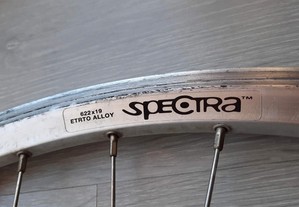 622x19
ETRTO ALLOY
SPECTRA™